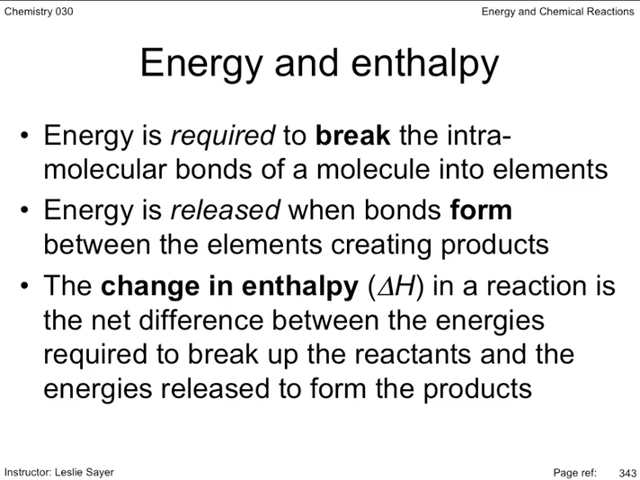 Chemistry 030
Energy and Chemical Reactions
Energy and enthalpy
• Energy is required to break the intra-
molecular bonds of a molecule into elements
• Energy is released when bonds form
between the elements creating products
• The change in enthalpy (ΔH) in a reaction is
the net difference between the energies
required to break up the reactants and the
energies released to form the products
Instructor: Leslie Sayer
Page ref: 343